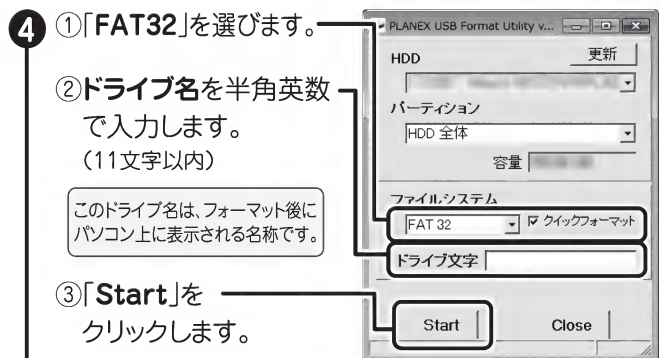 4
①「FAT32」を選びます。
②ドライブ名を半角英数
で入力します。
(11文字以内)
このドライブ名は、フォーマット後に
パソコン上に表示される名称です。
③「Start」を
クリックします。
PLANEX USB Format Utility v...
HDD
更新
パーティション
HDD 全体
容量
ファイルシステム
FAT 32
クイックフォーマット
ドライブ文字
Start
Close